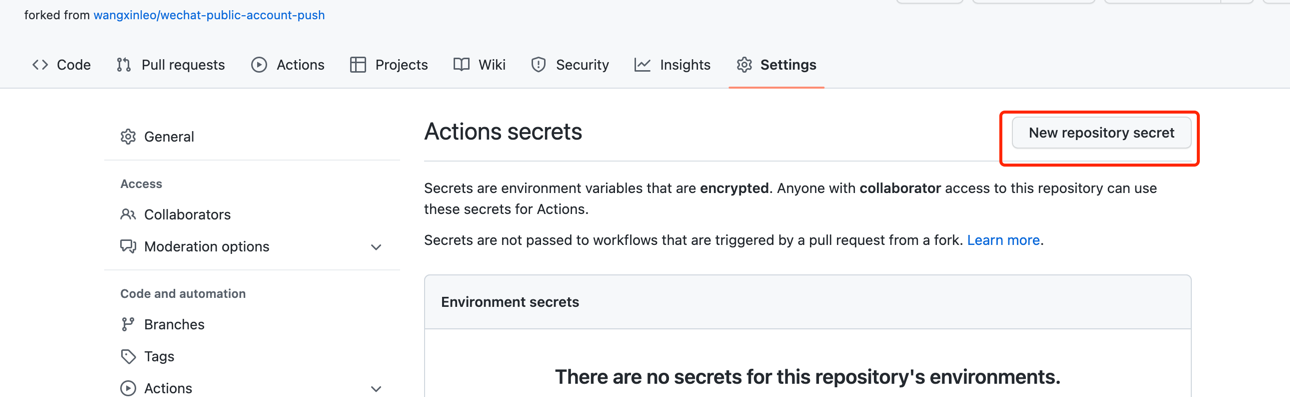 forked from wangxinleo/wechat-public-account-push
Code
Pull requests
Actions
Projects
Wiki
Security
Insights
Settings
General
Access
Collaborators
Moderation options
Code and automation
Branches
Tags
Actions
Actions secrets
New repository secret
Secrets are environment variables that are encrypted. Anyone with collaborator access to this repository can use
these secrets for Actions.
Secrets are not passed to workflows that are triggered by a pull request from a fork. Learn more.
Environment secrets
There are no secrets for this repository's environments.